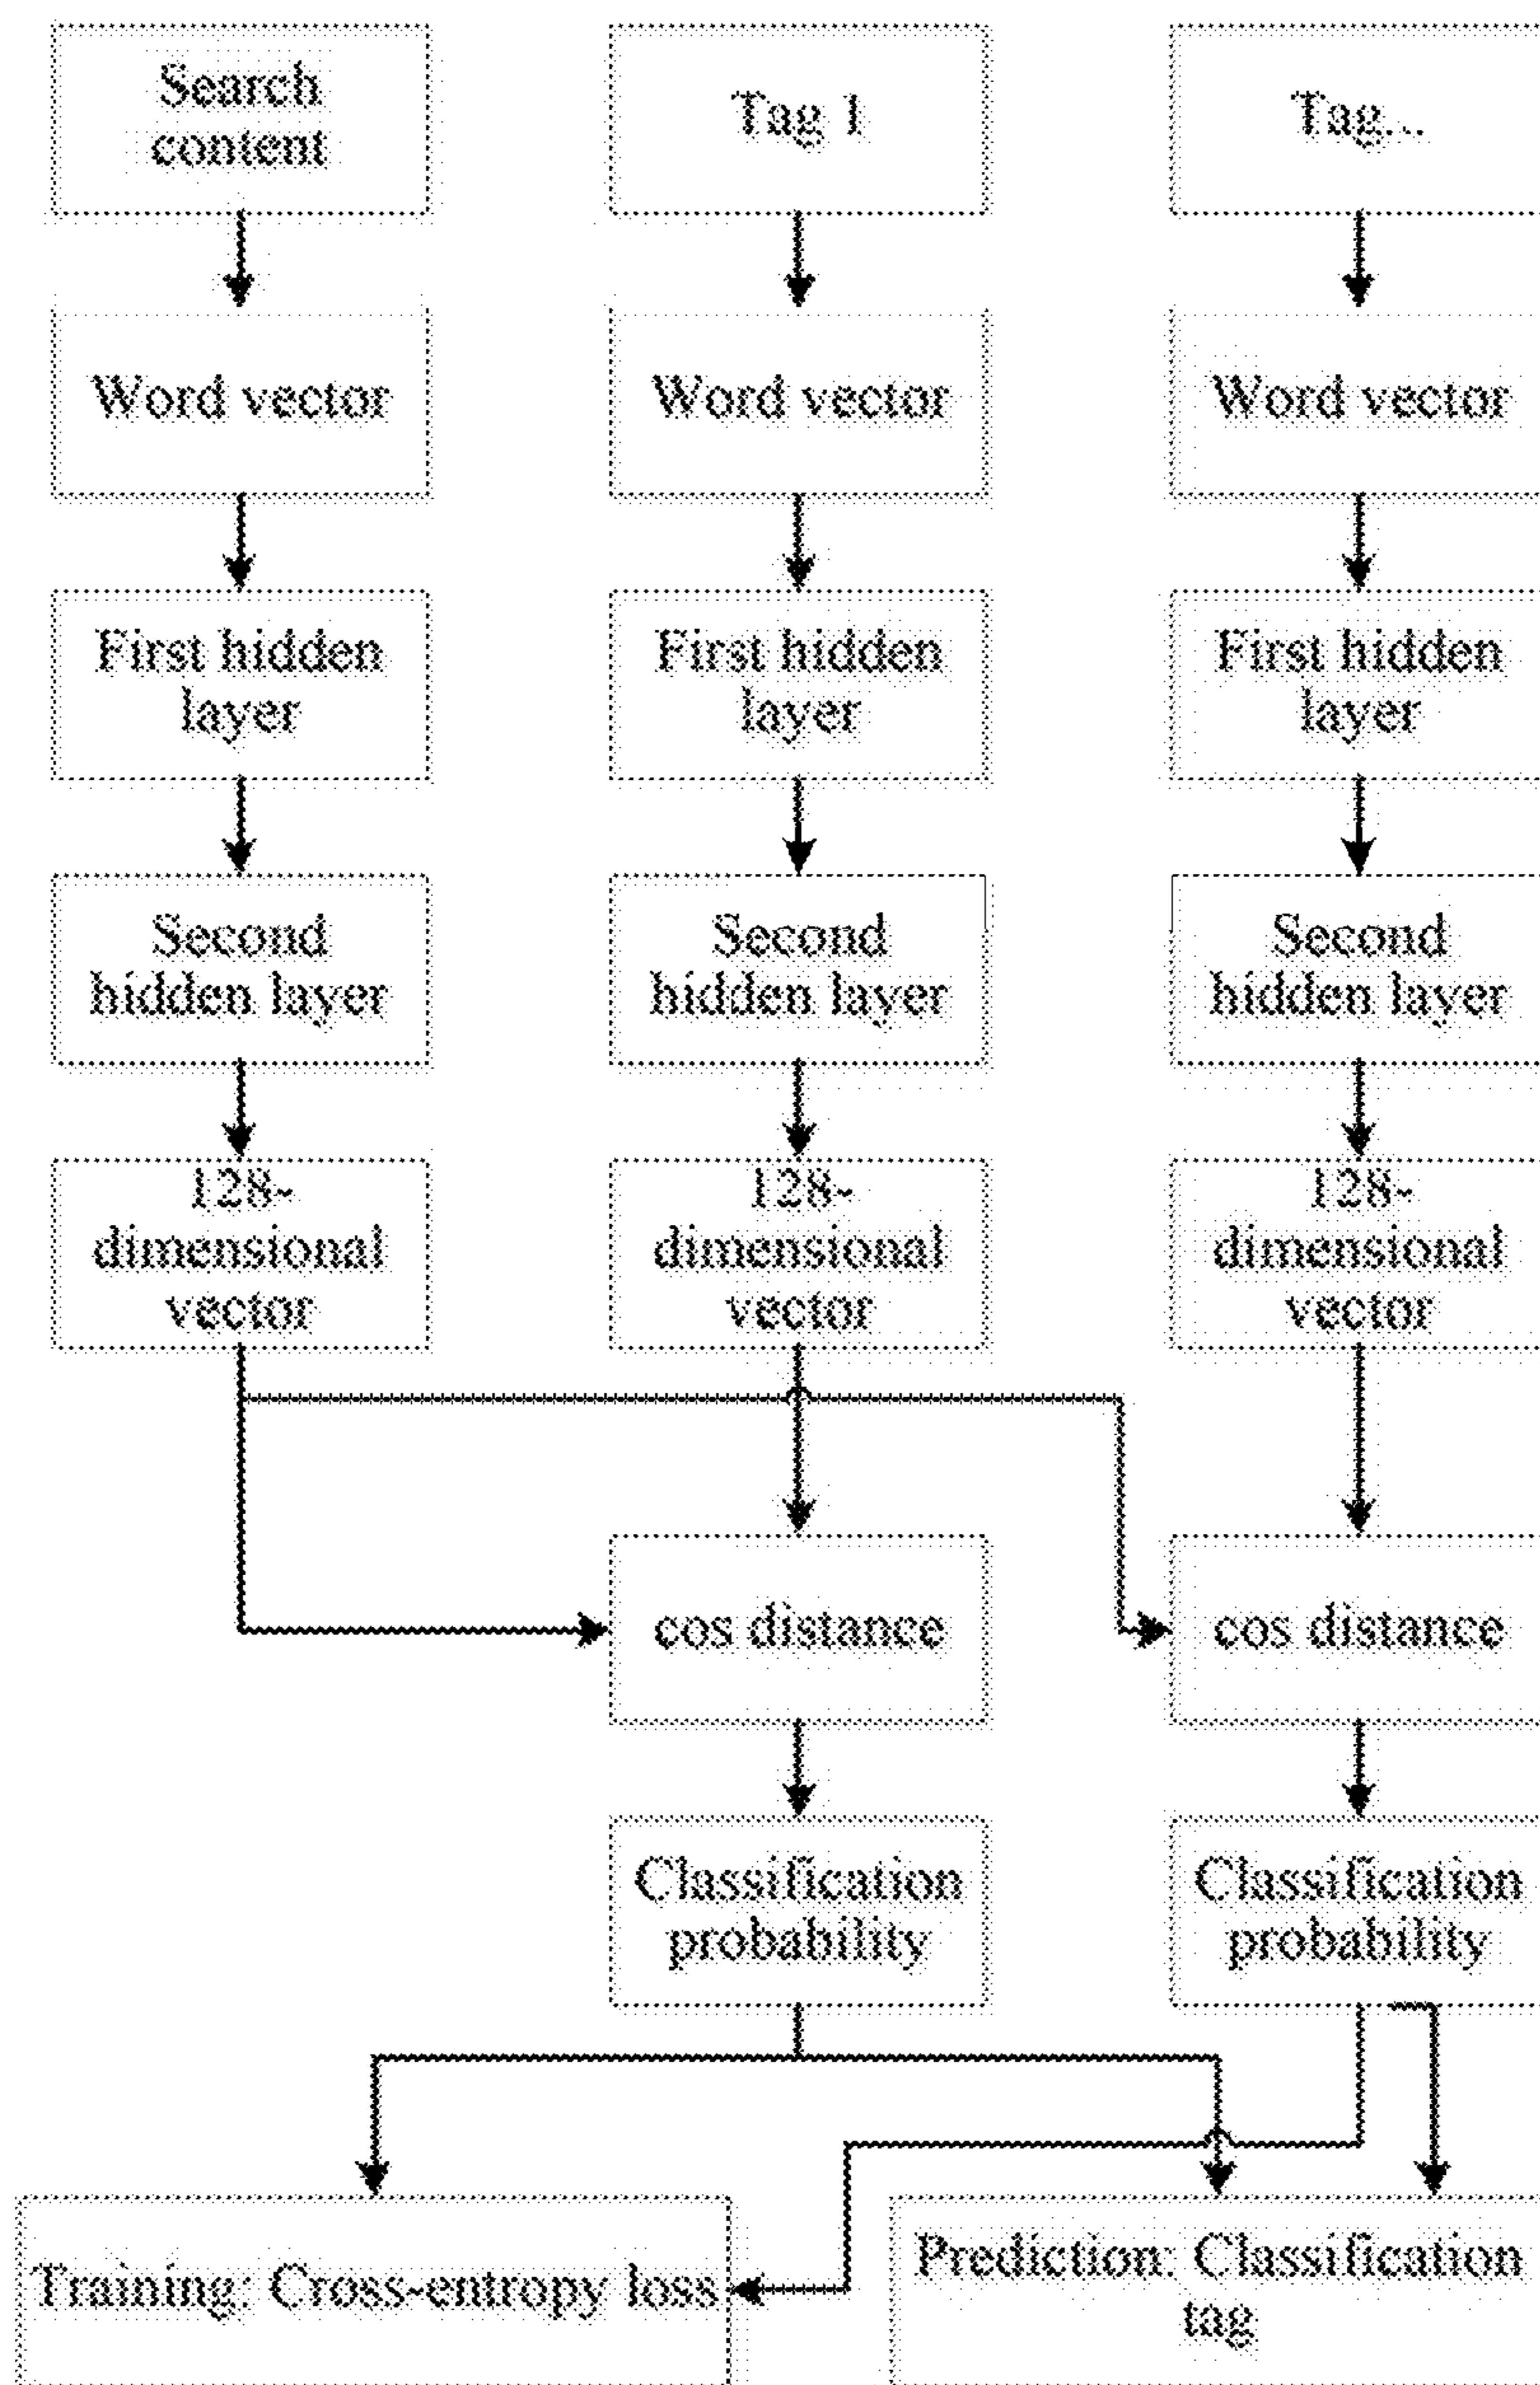 Search
content
Tag 1
Tag...
Word vector
Word vector
Word vector
First hidden
layer
First hidden
layer
First hidden
layer
Second
hidden layer
Second
hidden layer
Second
hidden layer
128-
dimensional
vector
128-
dimensional
vector
128-
dimensional
vector
cos distance
cos distance
Classification
probability
Classification
probability
Training: Cross-entropy loss
Prediction: Classification
tag